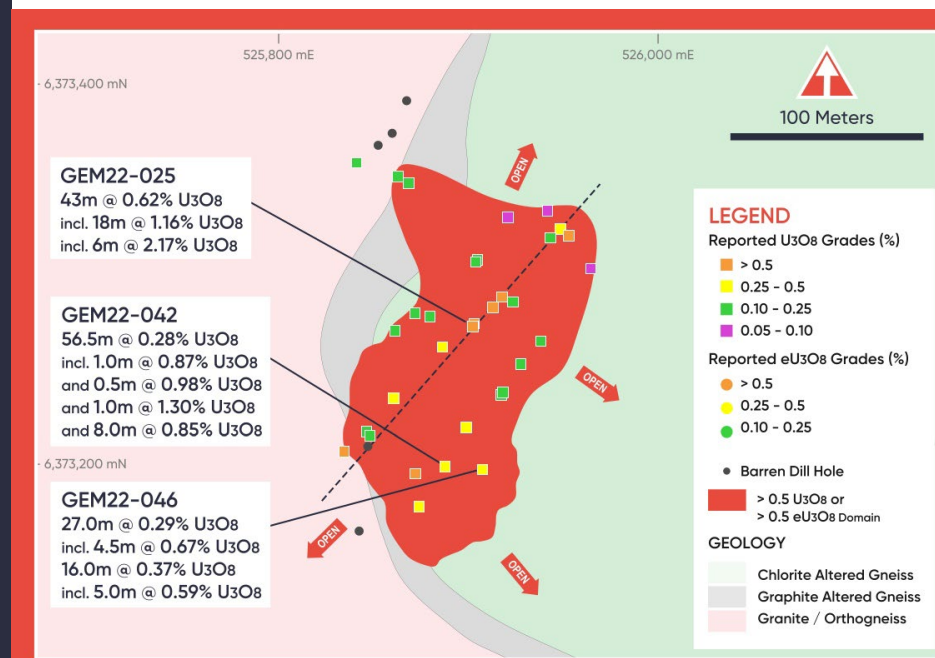 525,800 mE
526,000 mE
- 6,373,400 mN
100 Meters
OPEN
GEM22-025
43m @ 0.62% U3O8
incl. 18m @ 1.16% U3O8
incl. 6m @ 2.17% U3O8
GEM22-042
56.5m @ 0.28% U3O8
incl. 1.0m @ 0.87% U3O8
and 0.5m @ 0.98% U3O8
and 1.0m @ 1.30% U3O8
and 8.0m @ 0.85% U3O8
OPEN
- 6,373,200 mN
GEM22-046
27.0m @ 0.29% U3O8
incl. 4.5m @ 0.67% U3O8
16.0m @ 0.37% U3O8
incl. 5.0m @ 0.59% U3O8
OPEN
OPEN
LEGEND
Reported U3O8 Grades (%)
> 0.5
0.25 - 0.5
0.10 - 0.25
0.05 - 0.10
Reported eU3O8 Grades (%)
> 0.5
0.25 - 0.5
0.10 - 0.25
Barren Dill Hole
> 0.5 U3O8 or
> 0.5 eU3O8 Domain
GEOLOGY
Chlorite Altered Gneiss
Graphite Altered Gneiss
Granite / Orthogneiss